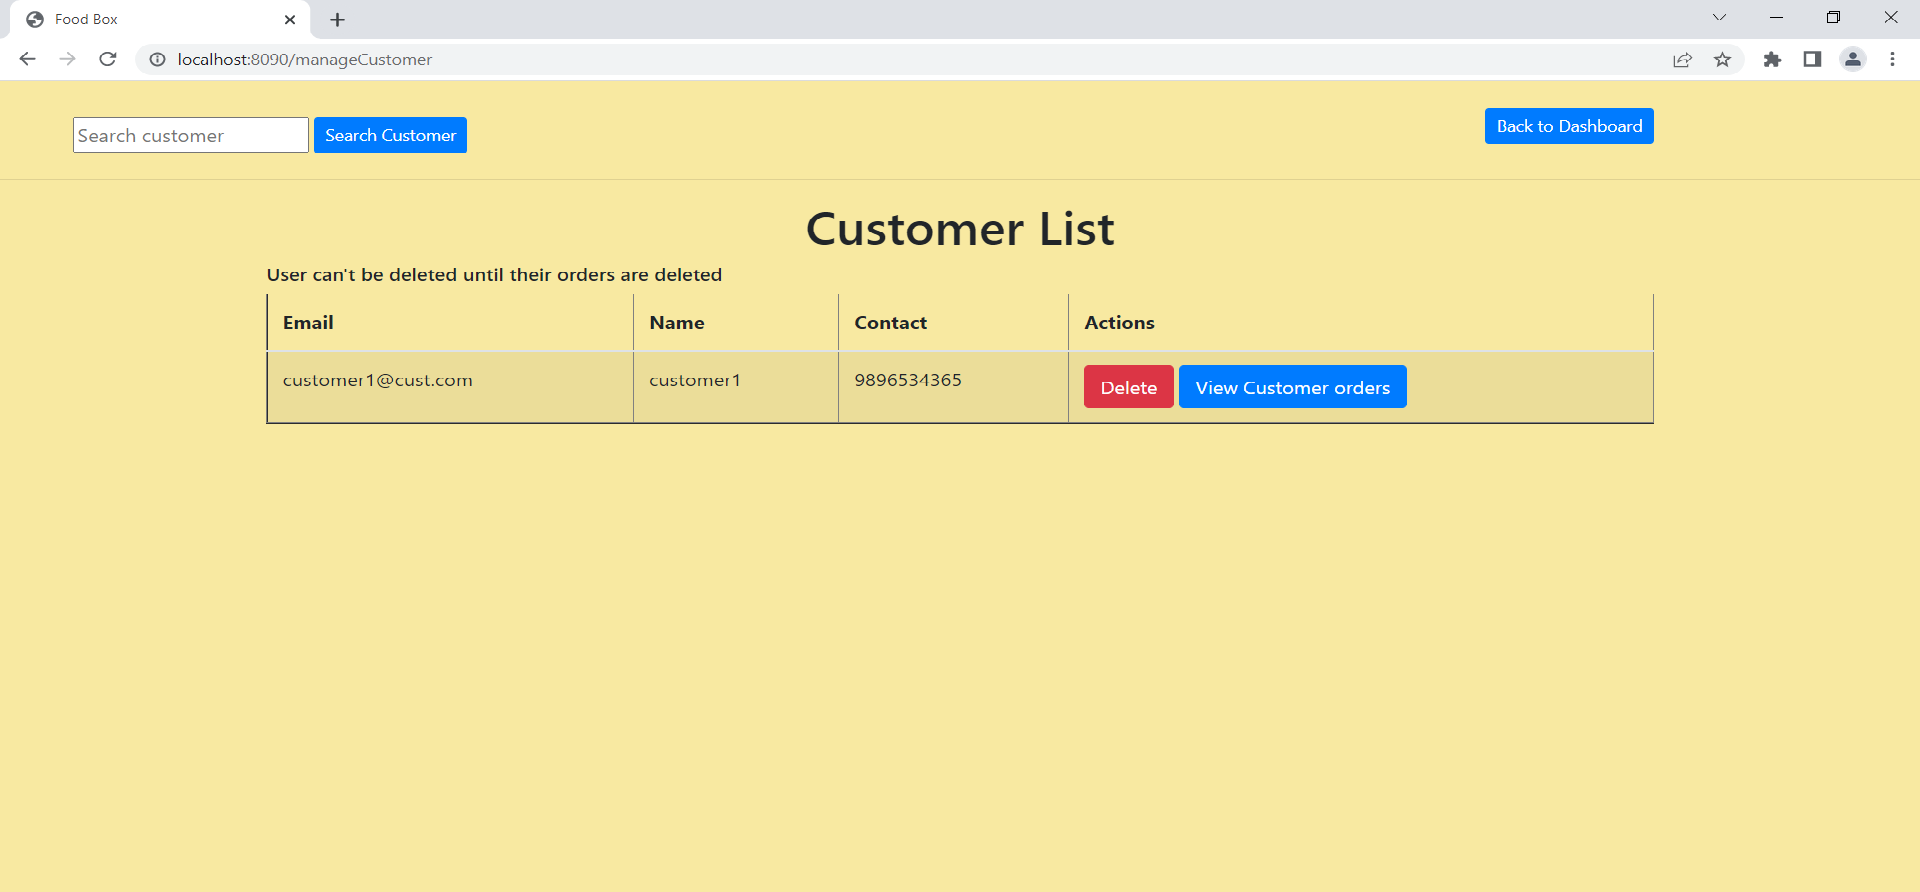 Food Box
localhost:8090/manageCustomer
Search customer Search Customer Back to Dashboard
Customer List
User can't be deleted until their orders are deleted
Email Name Contact Actions
customer1@cust.com customer1 9896534365 Delete View Customer orders